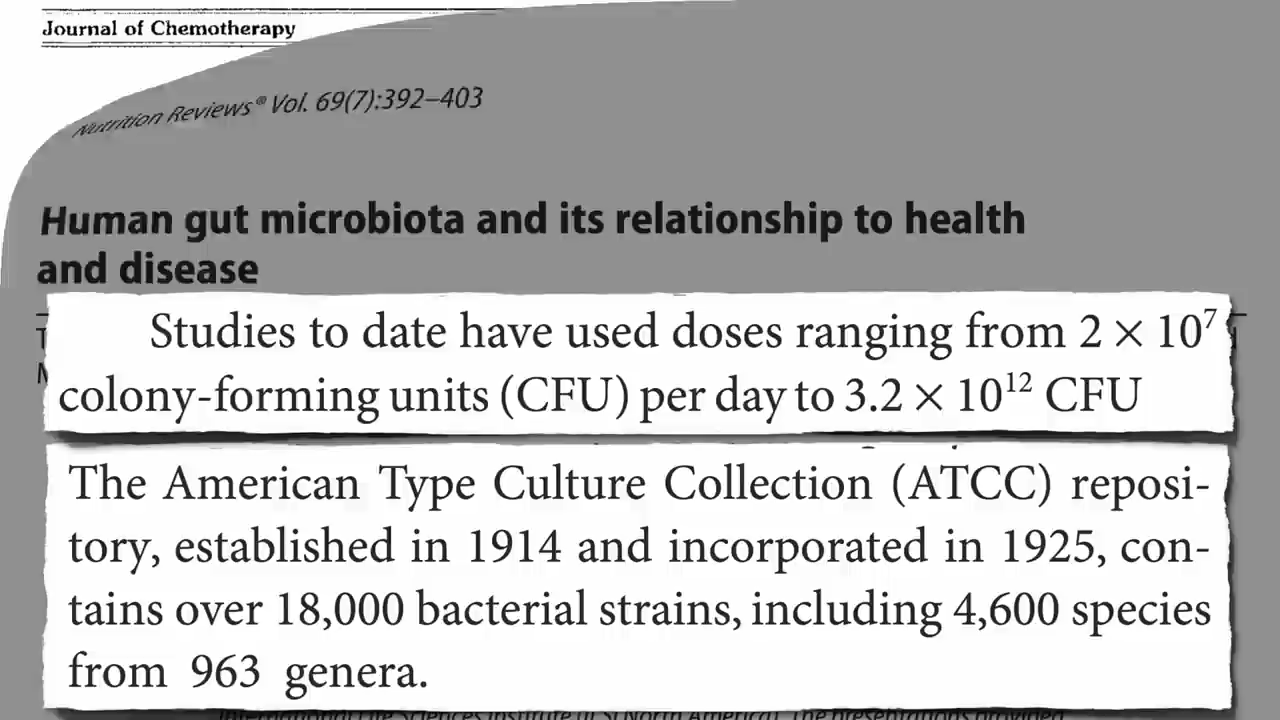 Journal of Chemotherapy
Nutrition Reviews® Vol. 69(7):392–403
Human gut microbiota and its relationship to health
and disease
Studies to date have used doses ranging from 2 × 10⁷
colony-forming units (CFU) per day to 3.2 × 10¹² CFU
The American Type Culture Collection (ATCC) reposi-
tory, established in 1914 and incorporated in 1925, con-
tains over 18,000 bacterial strains, including 4,600 species
from 963 genera.